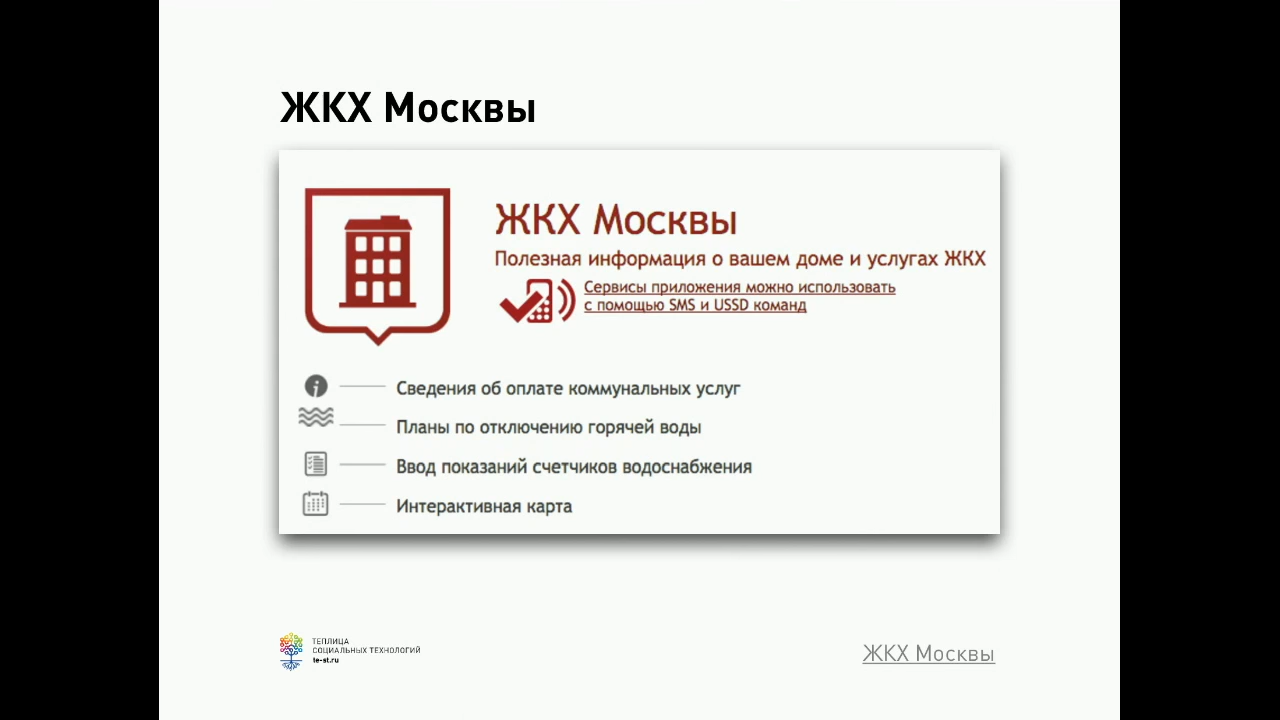 ЖКХ Москвы
ЖКХ Москвы
Полезная информация о вашем доме и услугах ЖКХ
Сервисы приложения можно использовать
с помощью SMS и USSD команд
Сведения об оплате коммунальных услуг
Планы по отключению горячей воды
Ввод показаний счетчиков водоснабжения
Интерактивная карта
ТЕПЛИЦА
СОЦИАЛЬНЫХ ТЕХНОЛОГИЙ
te-st.ru
ЖКХ Москвы